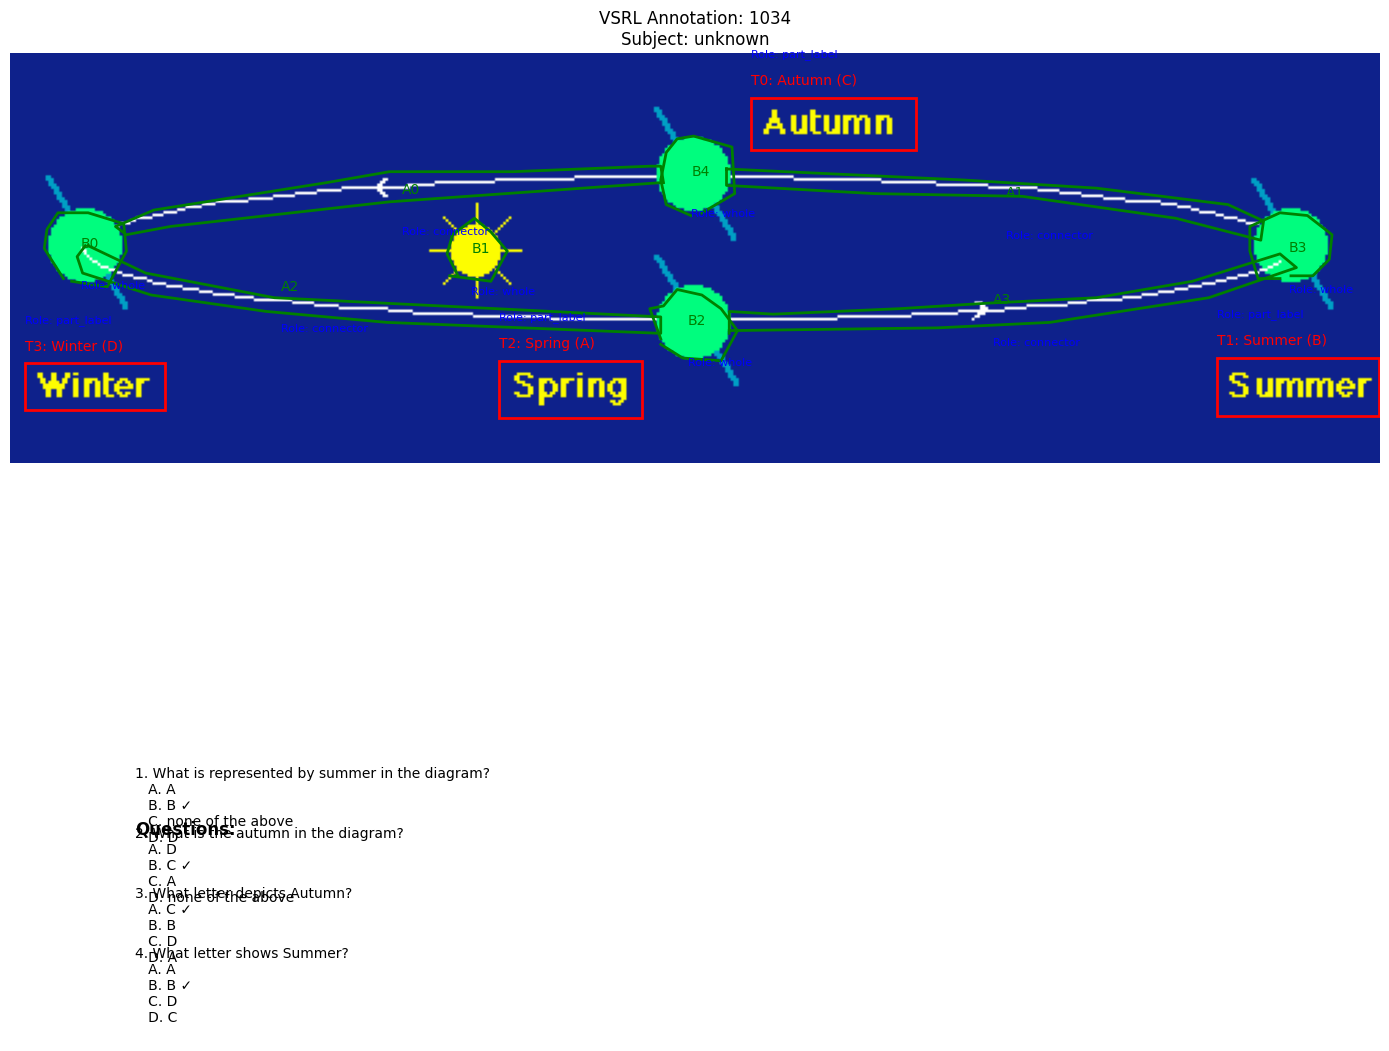 VSRL Annotation: 1034
Subject: unknown
Role: part_label
T0: Autumn (C)
Autumn
B4
A0
A1
Role: whole
B0
Role: connector
B1
Role: connector
B3
Role: whole
A2
Role: whole
Role: whole
A3
Role: part_label
Role: connector
Role: part_label
B2
Role: part_label
T3: Winter (D)
T2: Spring (A)
Role: whole
Role: connector
T1: Summer (B)
Winter
Spring
Summer
1. What is represented by summer in the diagram?
A. A
B. B ✓
C. none of the above
D. D
Questions:
2. What is the autumn in the diagram?
A. D
B. C ✓
C. A
D. none of the above
3. What letter depicts Autumn?
A. C ✓
B. B
C. D
D. A
4. What letter shows Summer?
A. A
B. B ✓
C. D
D. C